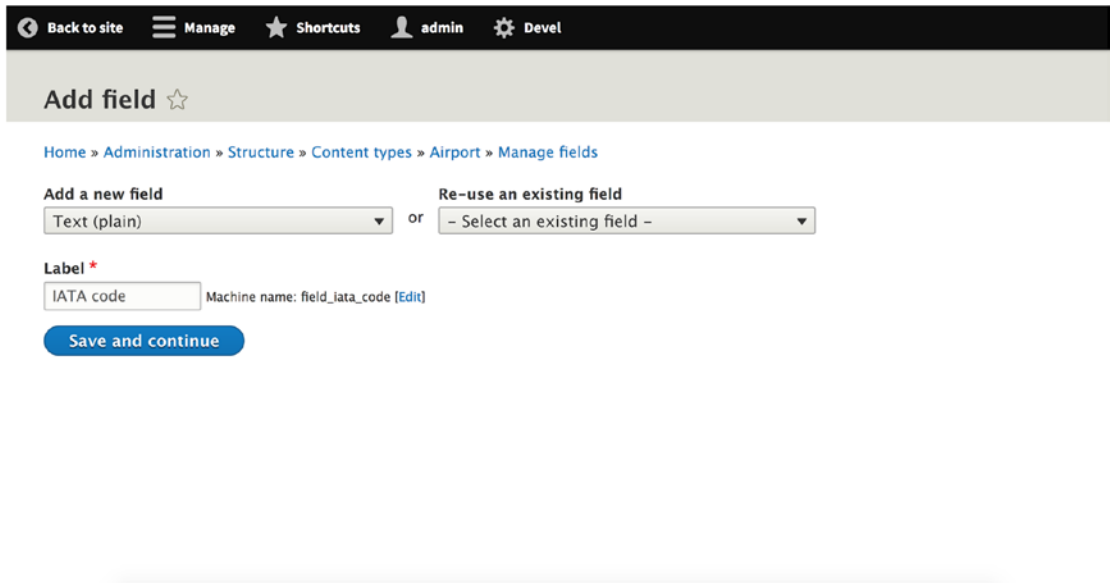 Back to site Manage Shortcuts admin Devel
Add field
Home » Administration » Structure » Content types » Airport » Manage fields
Add a new field Re-use an existing field
Text (plain) or – Select an existing field –
Label *
IATA code Machine name: field_iata_code [Edit]
Save and continue